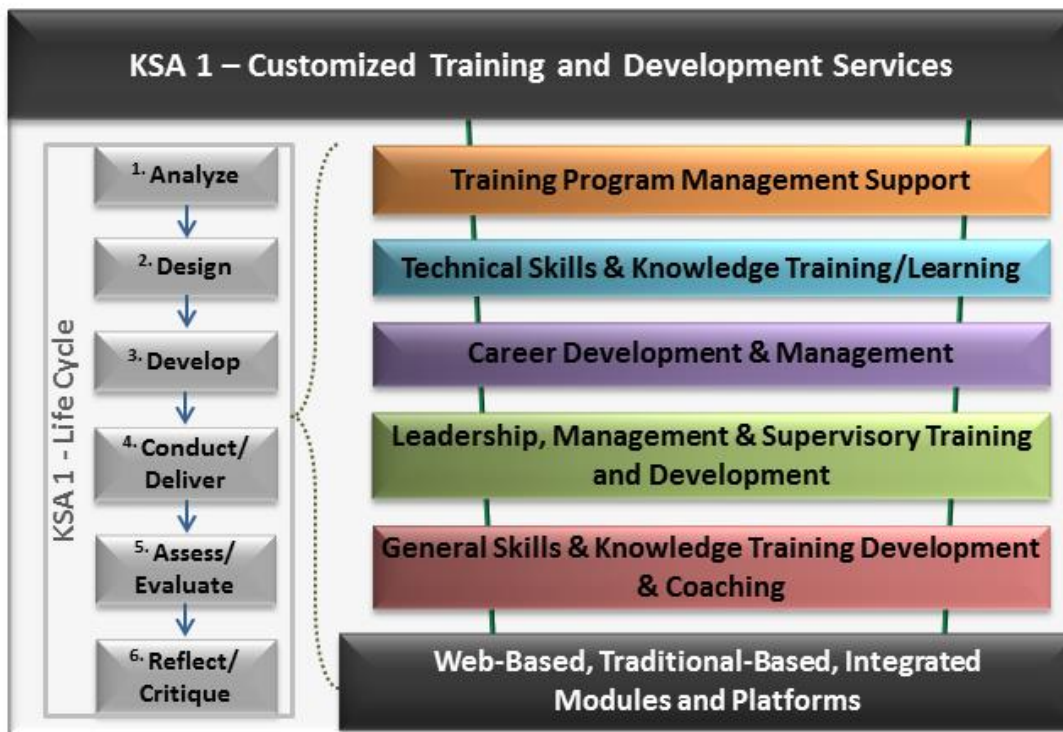 KSA 1 – Customized Training and Development Services
KSA 1 - Life Cycle
1. Analyze
2. Design
3. Develop
4. Conduct/
Deliver
5. Assess/
Evaluate
6. Reflect/
Critique
Training Program Management Support
Technical Skills & Knowledge Training/Learning
Career Development & Management
Leadership, Management & Supervisory Training
and Development
General Skills & Knowledge Training Development
& Coaching
Web-Based, Traditional-Based, Integrated
Modules and Platforms